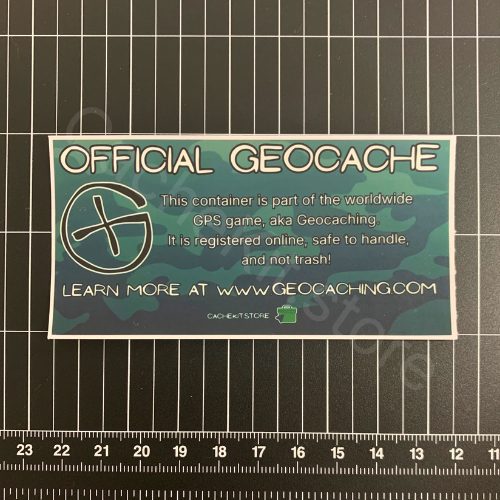 OFFICIAL GEOCACHE
This container is part of the worldwide
GPS game, aka Geocaching.
It is registered online, safe to handle,
and not trash!
LEARN MORE AT WWW.GEOCACHING.COM
CACHEKIT.STORE
23 22 21 20 19 18 17 16 15 14 13 12 11